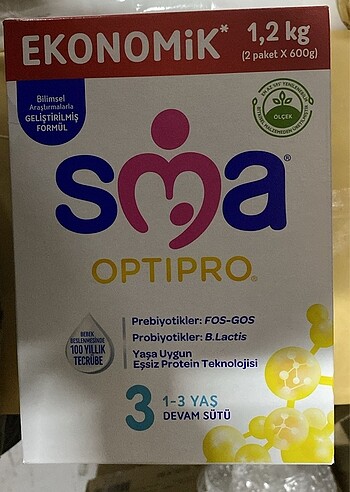 EKONOMİK*
1,2 kg
(2 paket X 600g)
Bilimsel
Araştırmalarla
GELİŞTİRİLMİŞ
FORMÜL
ÖLÇEK
sma®
OPTIPRO®
BEBEK
BESLENMESİNDE
100 YILLIK
TECRÜBE
Prebiyotikler: FOS-GOS
Probiyotikler: B.Lactis
Yaşa Uygun
Eşsiz Protein Teknolojisi
3
1-3 YAŞ
DEVAM SÜTÜ